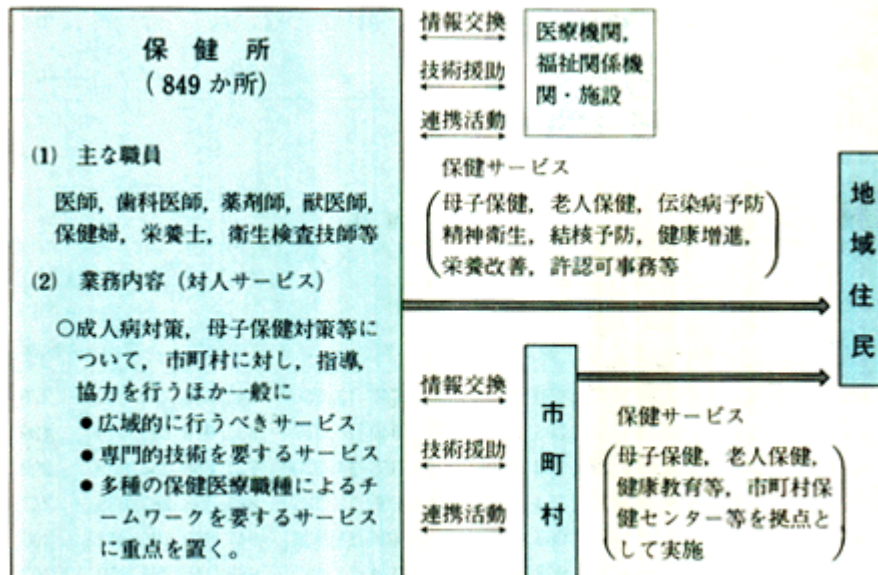 保健所
(849か所)
(1) 主な職員
医師，歯科医師，薬剤師，獣医師，
保健婦，栄養士，衛生検査技師等
(2) 業務内容（対人サービス）
○成人病対策，母子保健対策等に
ついて，市町村に対し，指導，
協力を行うほか一般に
●広域的に行うべきサービス
●専門的技術を要するサービス
●多種の保健医療職種によるチ
ームワークを要するサービス
に重点を置く。
情報交換
技術援助
連携活動
医療機関，
福祉関係機
関・施設
保健サービス
(母子保健，老人保健，伝染病予防
精神衛生，結核予防，健康増進，
栄養改善，許認可事務等)
地域住民
情報交換
技術援助
連携活動
市町村
保健サービス
(母子保健，老人保健，
健康教育等，市町村保
健センター等を拠点と
して実施)